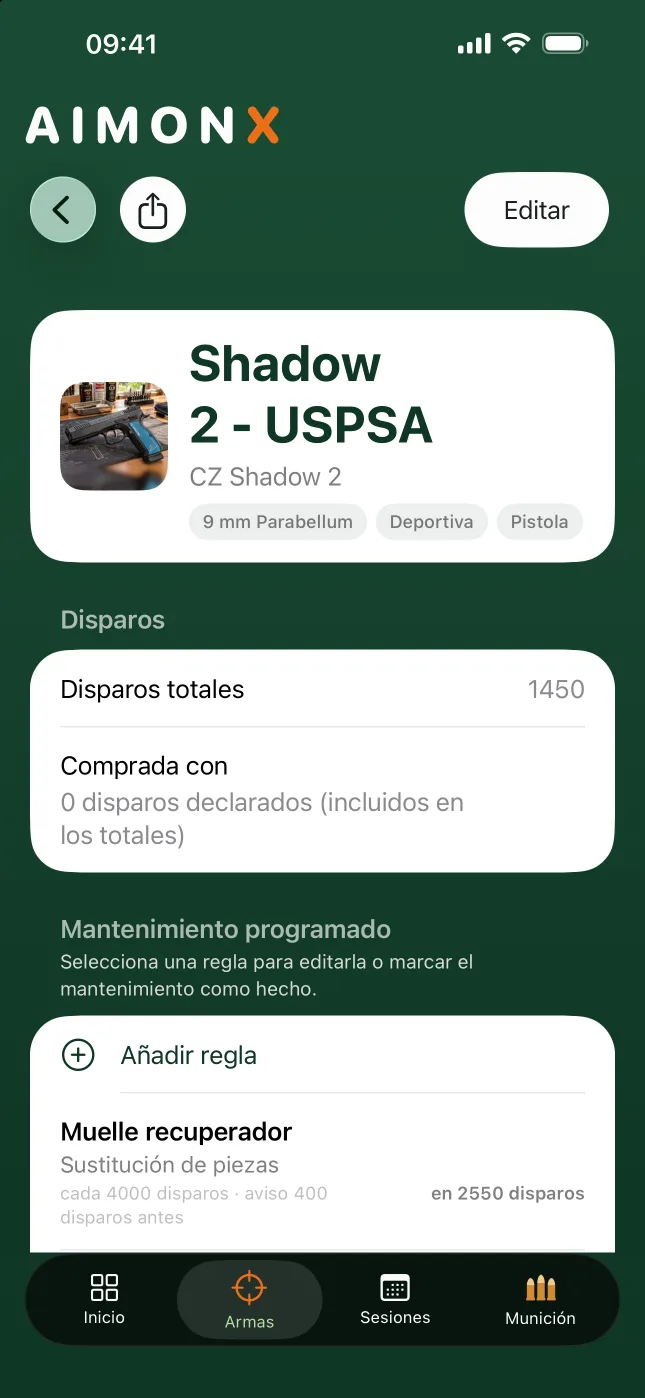 09:41
AIMONX
Editar
Shadow
2 - USPSA
CZ Shadow 2
9 mm Parabellum
Deportiva
Pistola
Disparos
Disparos totales
1450
Comprada con
0 disparos declarados (incluidos en
los totales)
Mantenimiento programado
Selecciona una regla para editarla o marcar el
mantenimiento como hecho.
Añadir regla
Muelle recuperador
Sustitución de piezas
cada 4000 disparos · aviso 400
disparos antes
en 2550 disparos
Inicio
Armas
Sesiones
Munición